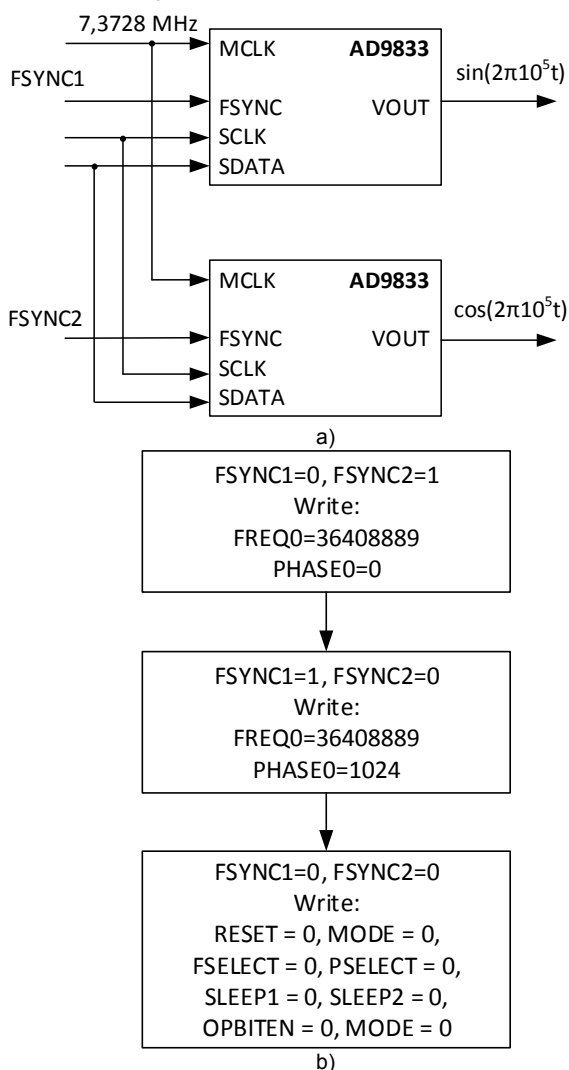 7,3728 MHz
MCLK AD9833
sin(2π10⁵t)
FSYNC1
FSYNC VOUT
SCLK
SDATA
MCLK AD9833
cos(2π10⁵t)
FSYNC2
FSYNC VOUT
SCLK
SDATA
a)
FSYNC1=0, FSYNC2=1
Write:
FREQ0=36408889
PHASE0=0
FSYNC1=1, FSYNC2=0
Write:
FREQ0=36408889
PHASE0=1024
FSYNC1=0, FSYNC2=0
Write:
RESET = 0, MODE = 0,
FSELECT = 0, PSELECT = 0,
SLEEP1 = 0, SLEEP2 = 0,
OPBITEN = 0, MODE = 0
b)